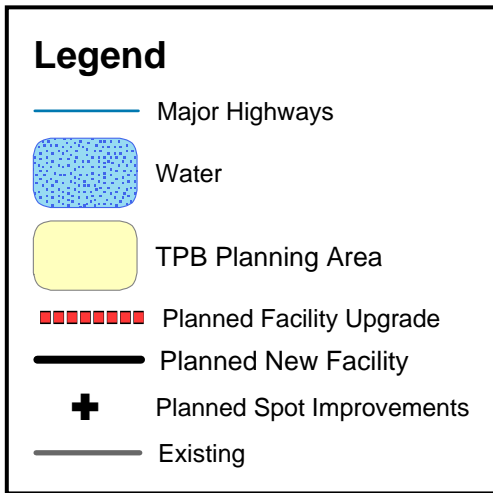 Legend
Major Highways
Water
TPB Planning Area
Planned Facility Upgrade
Planned New Facility
Planned Spot Improvements
Existing